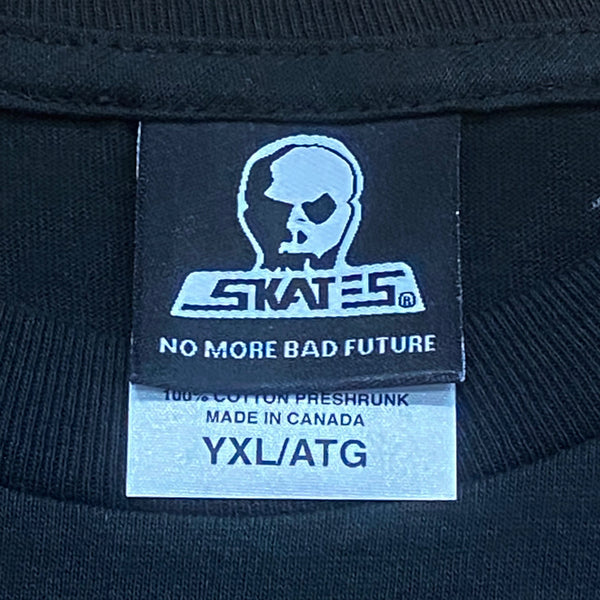 SKATES®
NO MORE BAD FUTURE
100% COTTON PRESHRUNK
MADE IN CANADA
YXL/ATG